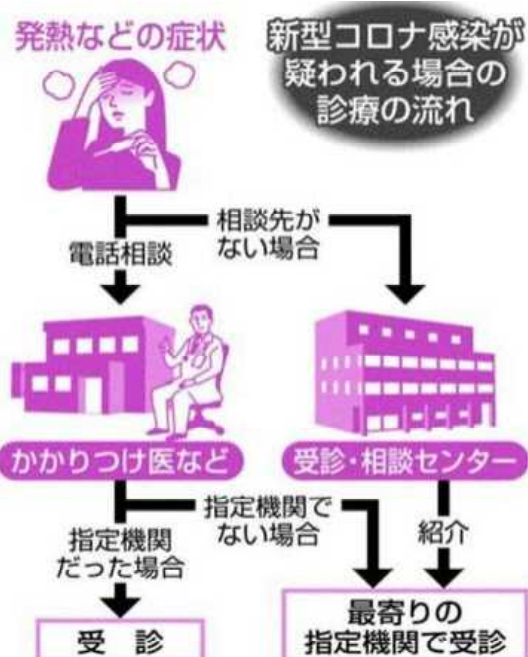 発熱などの症状
新型コロナ感染が
疑われる場合の
診療の流れ
相談先が
ない場合
電話相談
かかりつけ医など
受診・相談センター
指定機関で
ない場合
指定機関
だった場合
紹介
受 診
最寄りの
指定機関で受診